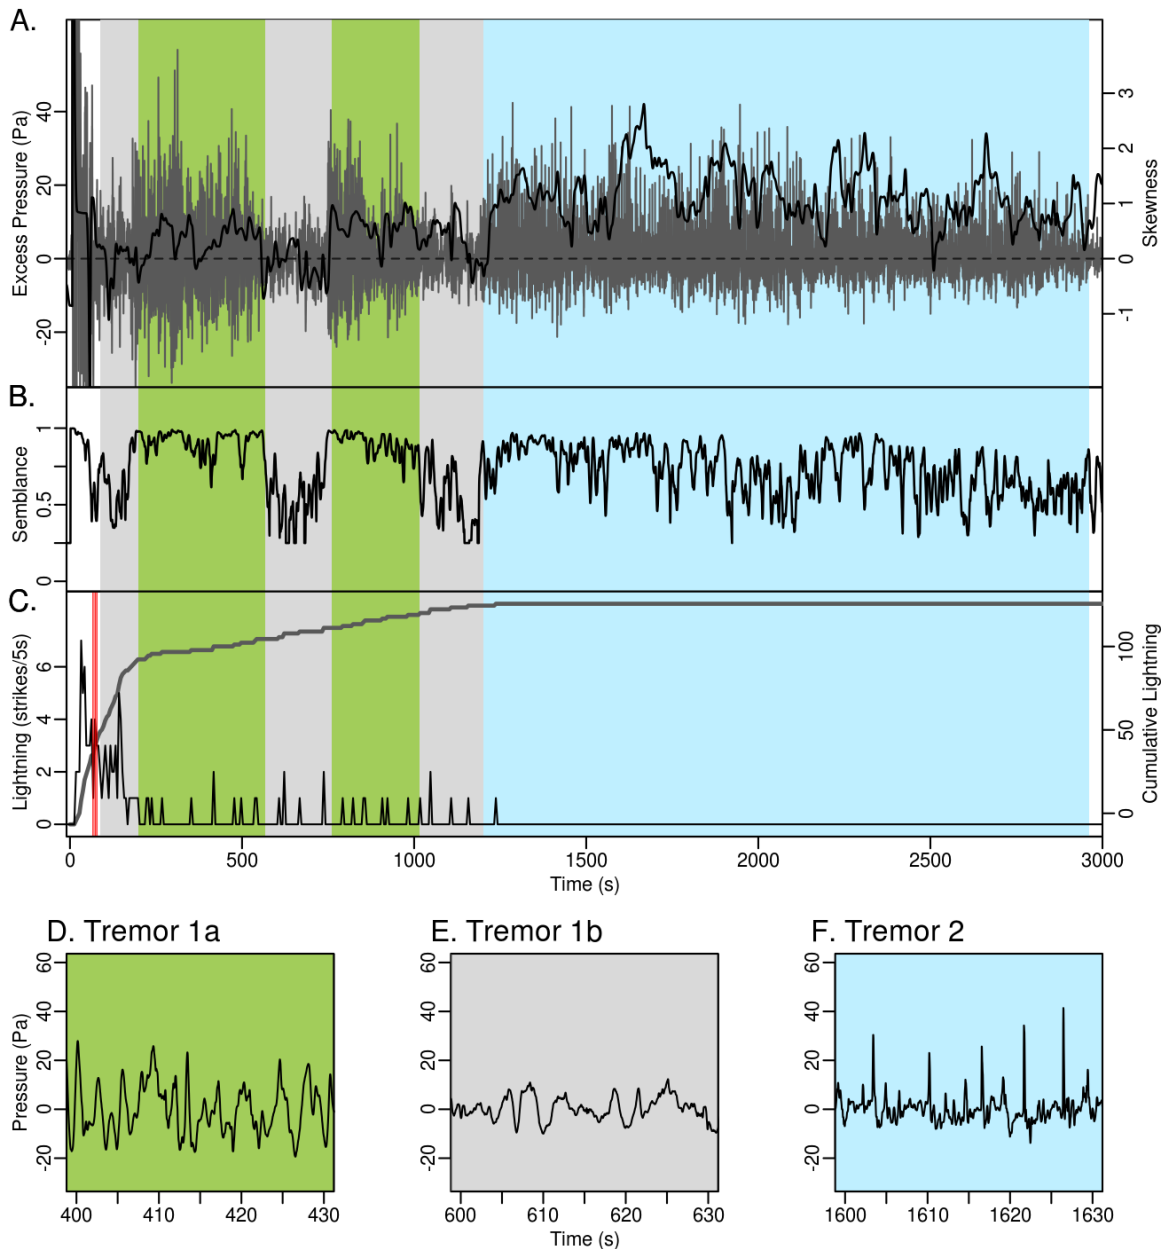 A.
Excess Pressure (Pa)
40
20
0
-20
3
2
1
0
-1
Skewness
B.
Semblance
1
0.5
0
C.
Lightning (strikes/5s)
6
4
2
0
100
50
0
Cumulative Lightning
0 500 1000 1500 2000 2500 3000
Time (s)
D. Tremor 1a
E. Tremor 1b
F. Tremor 2
Pressure (Pa)
60
40
20
0
-20
400 410 420 430
60
40
20
0
-20
600 610 620 630
Time (s)
60
40
20
0
-20
1600 1610 1620 1630